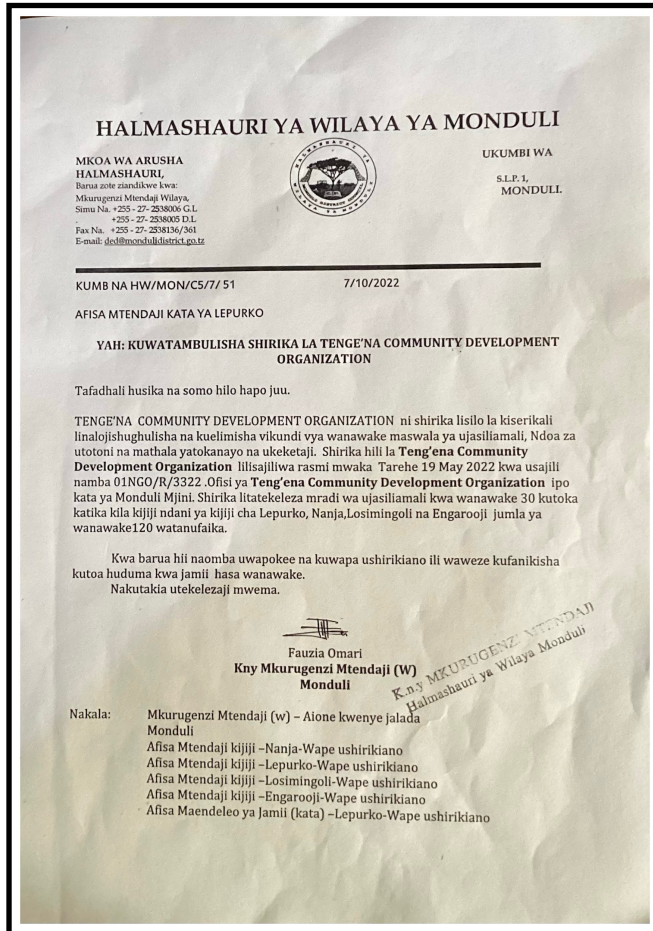 HALMASHAURI YA WILAYA YA MONDULI
MKOA WA ARUSHA
HALMASHAURI,
Barua zote ziandikwe kwa:
Mkurugenzi Mtendaji Wilaya,
Simu Na. +255 - 27- 2538006 G.L
. +255 - 27- 2538005 D.L
Fax Na. +255 - 27- 2538136/361
E-mail: ded@mondulidistrict.go.tz
UKUMBI WA
S.L.P. 1,
MONDULI.
KUMB NA HW/MON/C5/7/ 51 7/10/2022
AFISA MTENDAJI KATA YA LEPURKO
YAH: KUWATAMBULISHA SHIRIKA LA TENGE'NA COMMUNITY DEVELOPMENT
ORGANIZATION
Tafadhali husika na somo hilo hapo juu.
TENGE'NA COMMUNITY DEVELOPMENT ORGANIZATION ni shirika lisilo la kiserikali
linalojishughulisha na kuelimisha vikundi vya wanawake maswala ya ujasiliamali, Ndoa za
utotoni na mathala yatokanayo na ukeketaji. Shirika hili la Teng'ena Community
Development Organization lilisajiliwa rasmi mwaka Tarehe 19 May 2022 kwa usajili
namba 01NGO/R/3322 .Ofisi ya Teng'ena Community Development Organization ipo
kata ya Monduli Mjini. Shirika litatekeleza mradi wa ujasiliamali kwa wanawake 30 kutoka
katika kila kijiji ndani ya kijiji cha Lepurko, Nanja,Losimingoli na Engarooji jumla ya
wanawake120 watanufaika.
Kwa barua hii naomba uwapokee na kuwapa ushirikiano ili waweze kufanikisha
kutoa huduma kwa jamii hasa wanawake.
Nakutakia utekelezaji mwema.
Fauzia Omari
Kny Mkurugenzi Mtendaji (W)
Monduli
K.n.y MKURUGENZI MTENDAJI
Halmashauri ya Wilaya Monduli
Nakala: Mkurugenzi Mtendaji (w) – Aione kwenye jalada
Monduli
Afisa Mtendaji kijiji –Nanja-Wape ushirikiano
Afisa Mtendaji kijiji –Lepurko-Wape ushirikiano
Afisa Mtendaji kijiji –Losimingoli-Wape ushirikiano
Afisa Mtendaji kijiji –Engarooji-Wape ushirikiano
Afisa Maendeleo ya Jamii (kata) –Lepurko-Wape ushirikiano